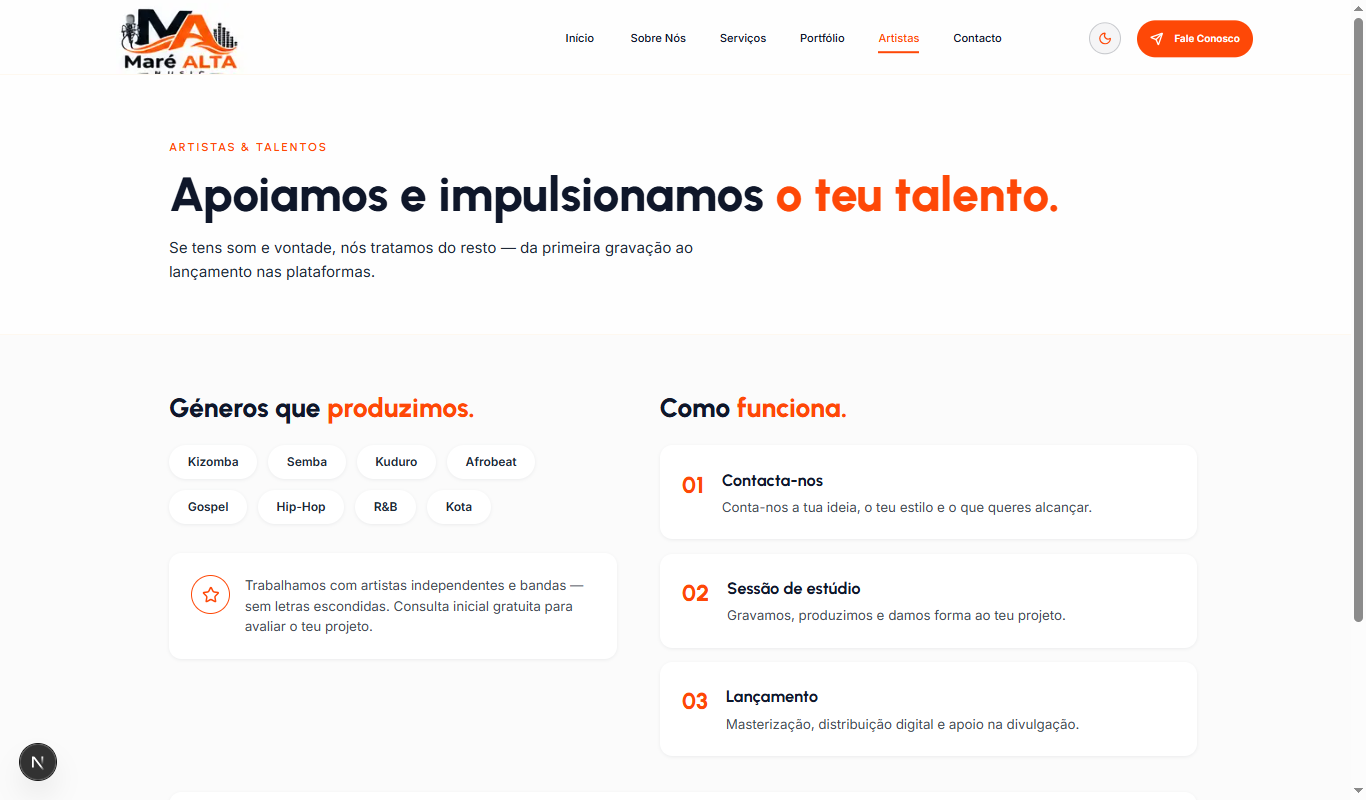 MA
Maré ALTA
MUSIC
Início
Sobre Nós
Serviços
Portfólio
Artistas
Contacto
Fale Conosco
ARTISTAS & TALENTOS
Apoiamos e impulsionamos o teu talento.
Se tens som e vontade, nós tratamos do resto — da primeira gravação ao
lançamento nas plataformas.
Géneros que produzimos.
Kizomba
Semba
Kuduro
Afrobeat
Gospel
Hip-Hop
R&B
Kota
Trabalhamos com artistas independentes e bandas —
sem letras escondidas. Consulta inicial gratuita para
avaliar o teu projeto.
Como funciona.
01
Contacta-nos
Conta-nos a tua ideia, o teu estilo e o que queres alcançar.
02
Sessão de estúdio
Gravamos, produzimos e damos forma ao teu projeto.
03
Lançamento
Masterização, distribuição digital e apoio na divulgação.
N